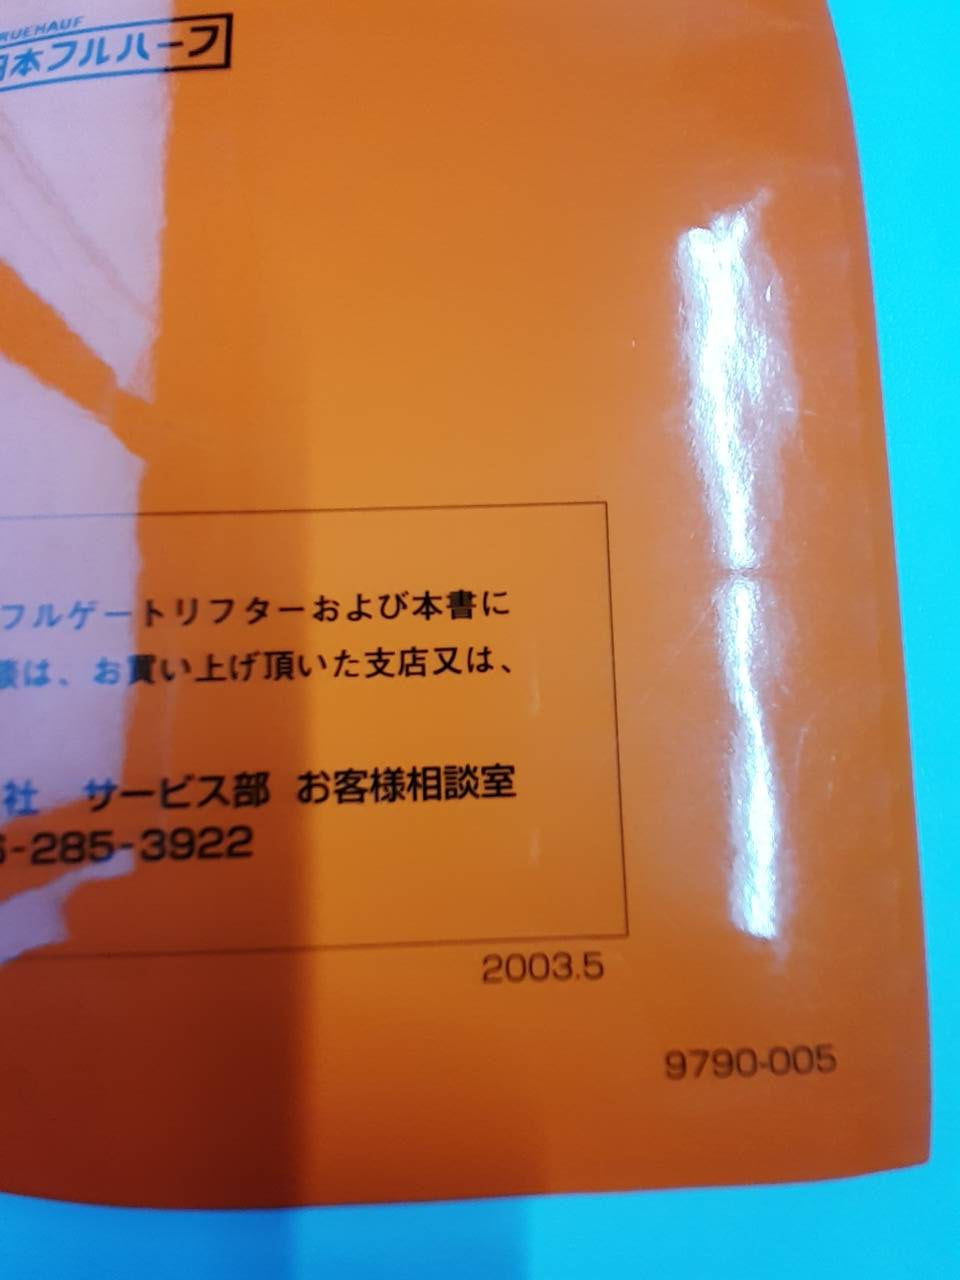 RUEHAUF
日本フルハーフ
フルゲートリフターおよび本書に
談は、お買い上げ頂いた支店又は、
社 サービス部 お客様相談室
6-285-3922
2003.5
9790-005